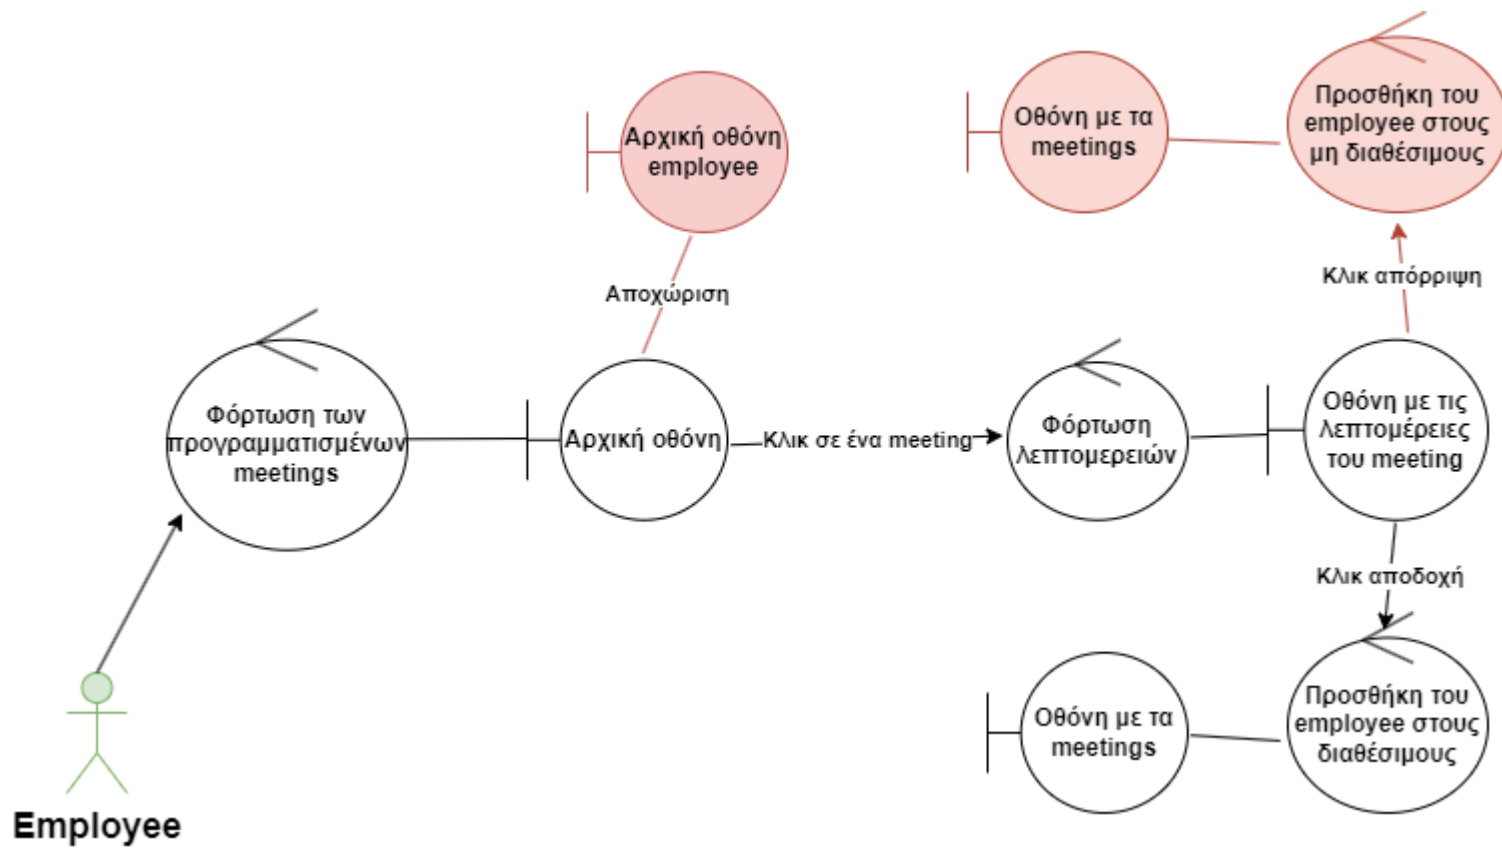 Αρχική οθόνη
employee
Οθόνη με τα
meetings
Προσθήκη του
employee στους
μη διαθέσιμους
Αποχώριση
Κλικ απόρριψη
Φόρτωση των
προγραμματισμένων
meetings
Αρχική οθόνη
Κλικ σε ένα meeting
Φόρτωση
λεπτομερειών
Οθόνη με τις
λεπτομέρειες
του meeting
Κλικ αποδοχή
Οθόνη με τα
meetings
Προσθήκη του
employee στους
διαθέσιμους
Employee